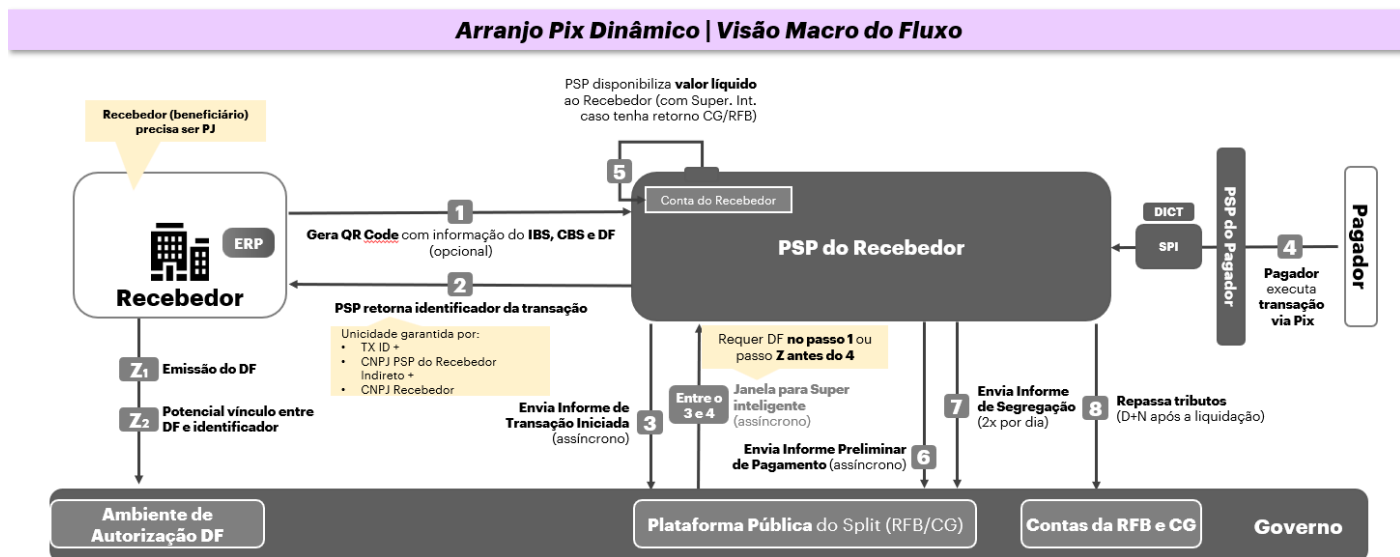 Arranjo Pix Dinâmico | Visão Macro do Fluxo
PSP disponibiliza valor líquido
ao Recebedor (com Super. Int.
caso tenha retorno CG/RFB)
Recebedor (beneficiário)
precisa ser PJ
5
Conta do Recebedor
ERP
Recebedor
1
Gera QR Code com informação do IBS, CBS e DF
(opcional)
2
PSP retorna identificador da transação
Unicidade garantida por:
• TX ID +
• CNPJ PSP do Recebedor
Indireto +
• CNPJ Recebedor
PSP do Recebedor
DICT
SPI
PSP do Pagador
4
Pagador
executa
transação
via Pix
Pagador
Z1 Emissão do DF
Z2 Potencial vínculo entre
DF e identificador
Envia Informe de
Transação Iniciada
(assíncrono)
3
Requer DF no passo 1 ou
passo Z antes do 4
Entre o
3 e 4
Janela para Super
inteligente
(assíncrono)
Envia Informe Preliminar
de Pagamento (assíncrono)
6
7
Envia Informe
de Segregação
(2x por dia)
8
Repassa tributos
(D+N após a liquidação)
Ambiente de
Autorização DF
Plataforma Pública do Split (RFB/CG)
Contas da RFB e CG
Governo